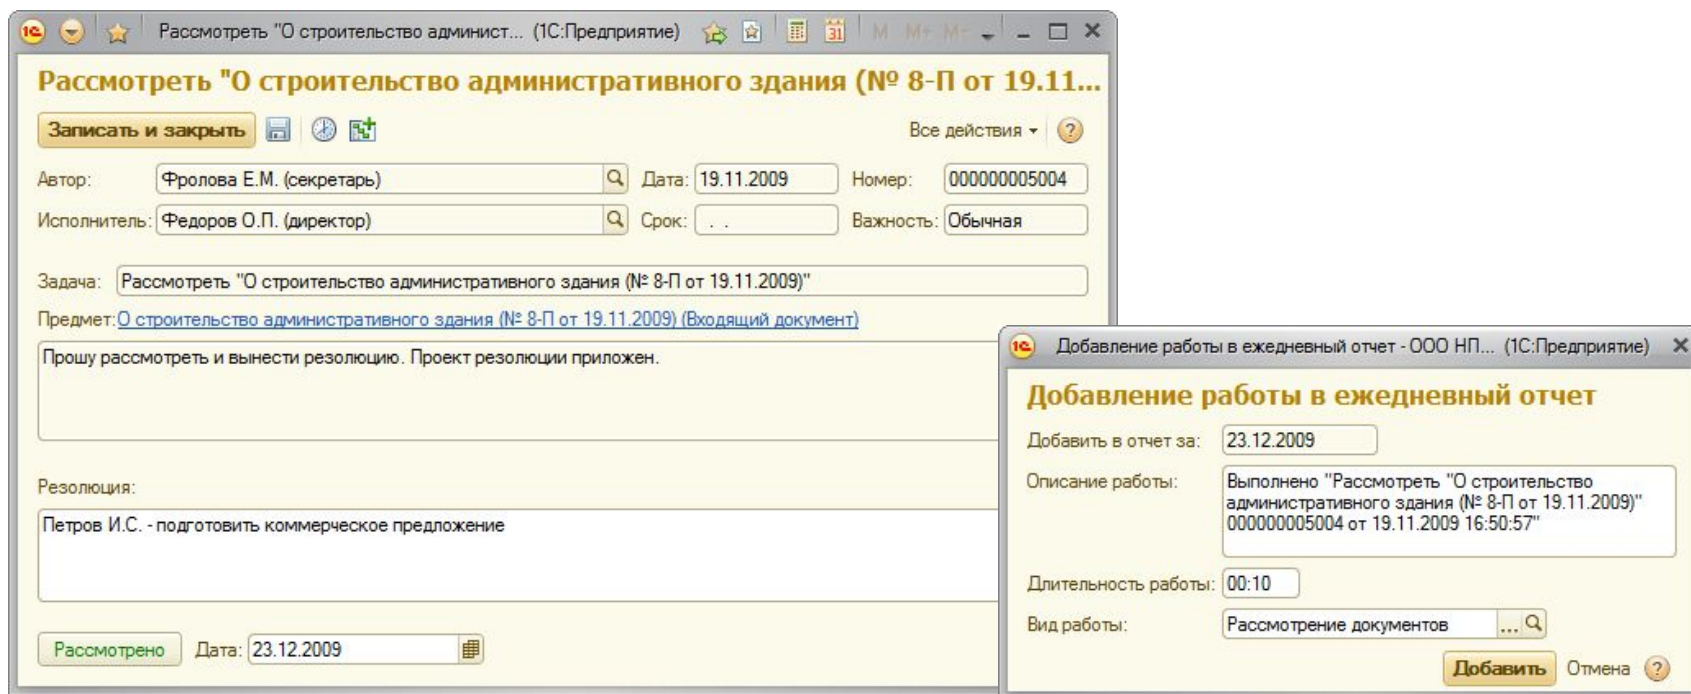 Рассмотреть "О строительство админист... (1С:Предприятие)
31 M M+ M-
Рассмотреть "О строительство административного здания (№ 8-П от 19.11...
Записать и закрыть
Все действия
Автор: Фролова Е.М. (секретарь) Дата: 19.11.2009 Номер: 000000005004
Исполнитель: Федоров О.П. (директор) Срок: . . Важность: Обычная
Задача: Рассмотреть "О строительство административного здания (№ 8-П от 19.11.2009)"
Предмет: О строительство административного здания (№ 8-П от 19.11.2009) (Входящий документ)
Прошу рассмотреть и вынести резолюцию. Проект резолюции приложен.
Резолюция:
Петров И.С. - подготовить коммерческое предложение
Рассмотрено Дата: 23.12.2009
Добавление работы в ежедневный отчет - ООО НП... (1С:Предприятие)
Добавление работы в ежедневный отчет
Добавить в отчет за: 23.12.2009
Описание работы: Выполнено "Рассмотреть "О строительство
административного здания (№ 8-П от 19.11.2009)"
000000005004 от 19.11.2009 16:50:57"
Длительность работы: 00:10
Вид работы: Рассмотрение документов ...
Добавить Отмена ?